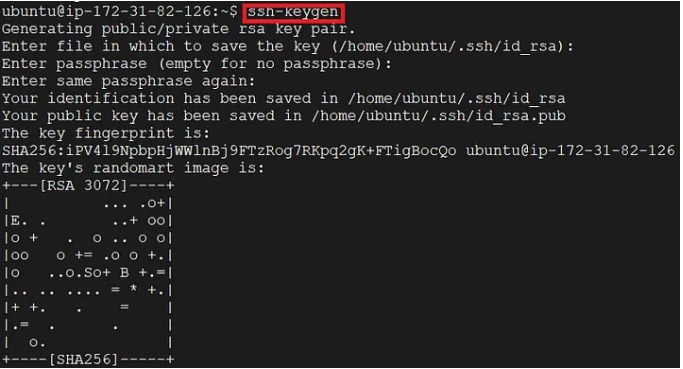 ubuntu@ip-172-31-82-126:~$ ssh-keygen
Generating public/private rsa key pair.
Enter file in which to save the key (/home/ubuntu/.ssh/id_rsa):
Enter passphrase (empty for no passphrase):
Enter same passphrase again:
Your identification has been saved in /home/ubuntu/.ssh/id_rsa
Your public key has been saved in /home/ubuntu/.ssh/id_rsa.pub
The key fingerprint is:
SHA256:iPV4l9NpbpHjWWlnBj9FTzRog7RKpq2gK+FTigBocQo ubuntu@ip-172-31-82-126
The key's randomart image is:
+---[RSA 3072]----+
|          ... .o+|
|E. .       ..+ oo|
|o +   .  o .. o o|
|oo   o += .o o +.|
|o   ..o.So+ B +.=|
|.. .. .... = * +.|
|+ +.   .    =    |
|.=  .      .     |
|  o.             |
+----[SHA256]-----+